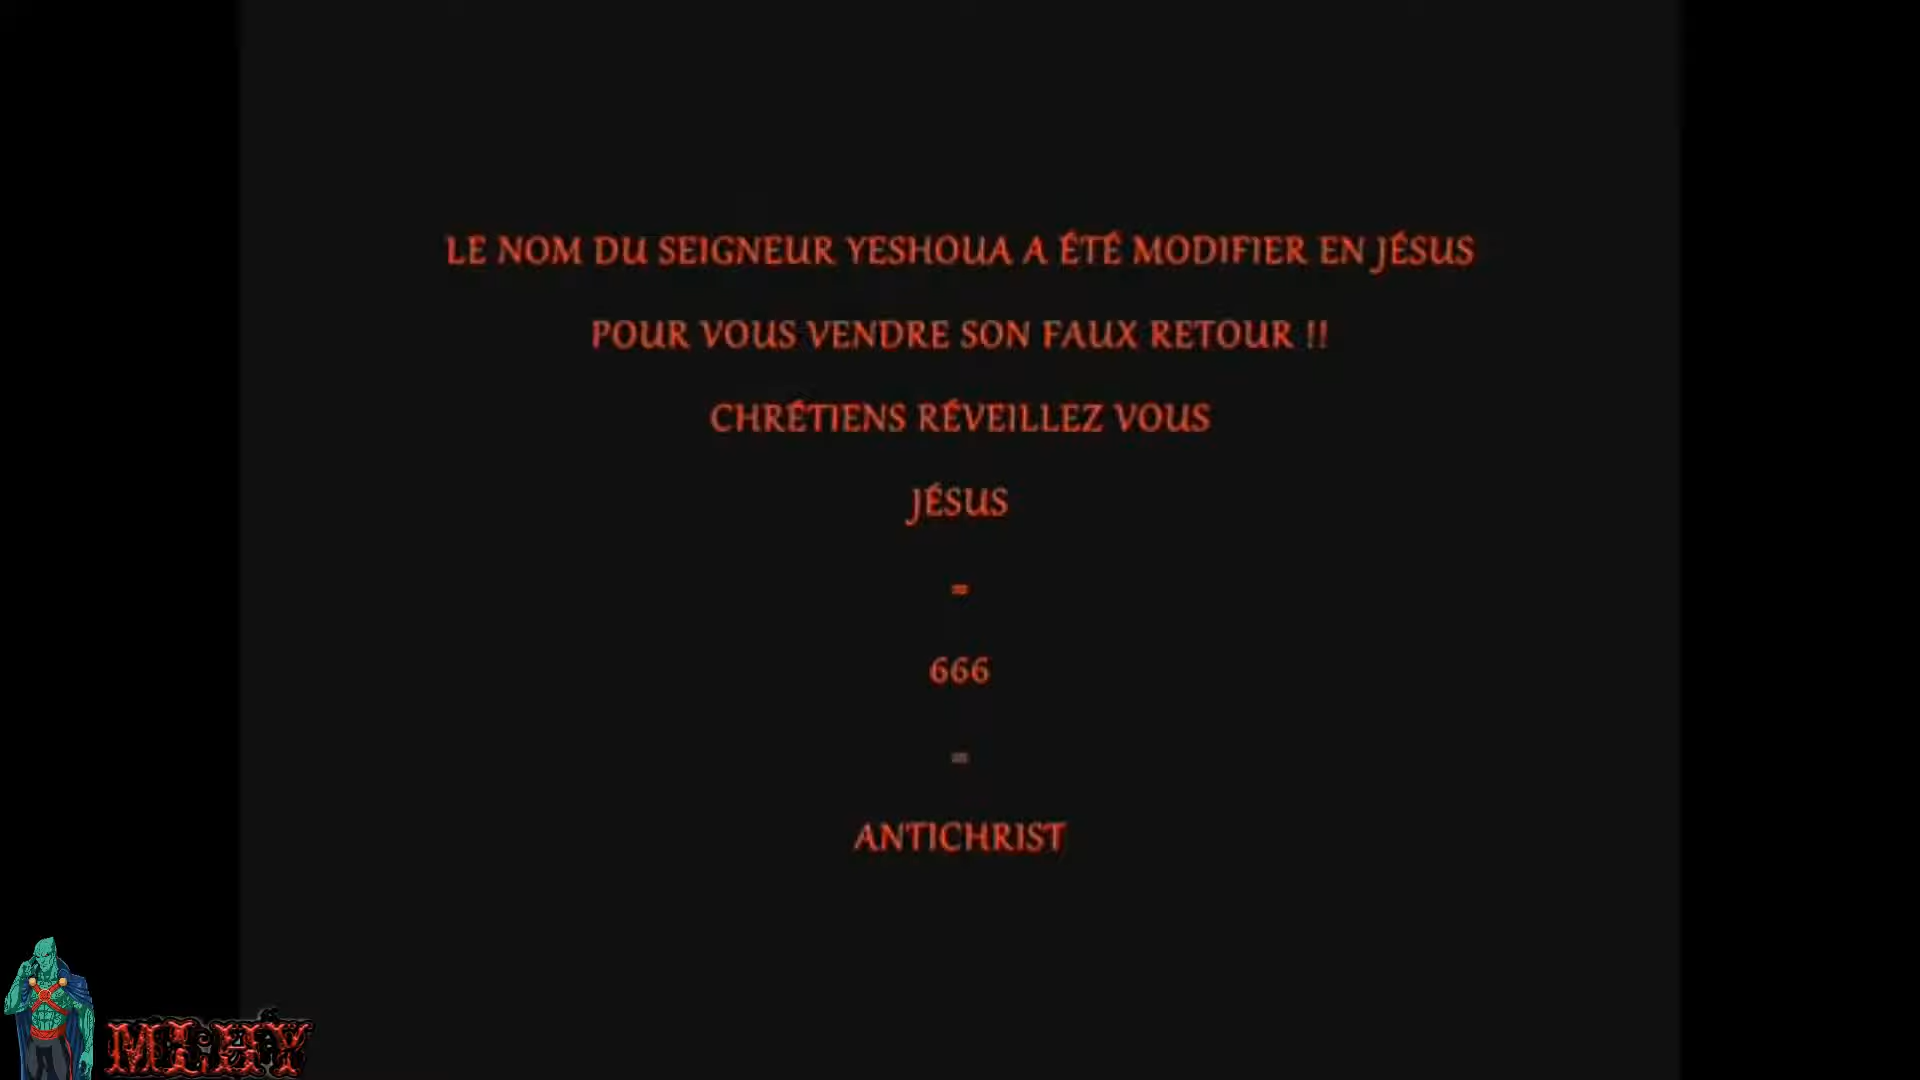 LE NOM DU SEIGNEUR YESHOUA A ÉTÉ MODIFIER EN JÉSUS
POUR VOUS VENDRE SON FAUX RETOUR !!
CHRÉTIENS RÉVEILLEZ VOUS
JÉSUS
=
666
=
ANTICHRIST